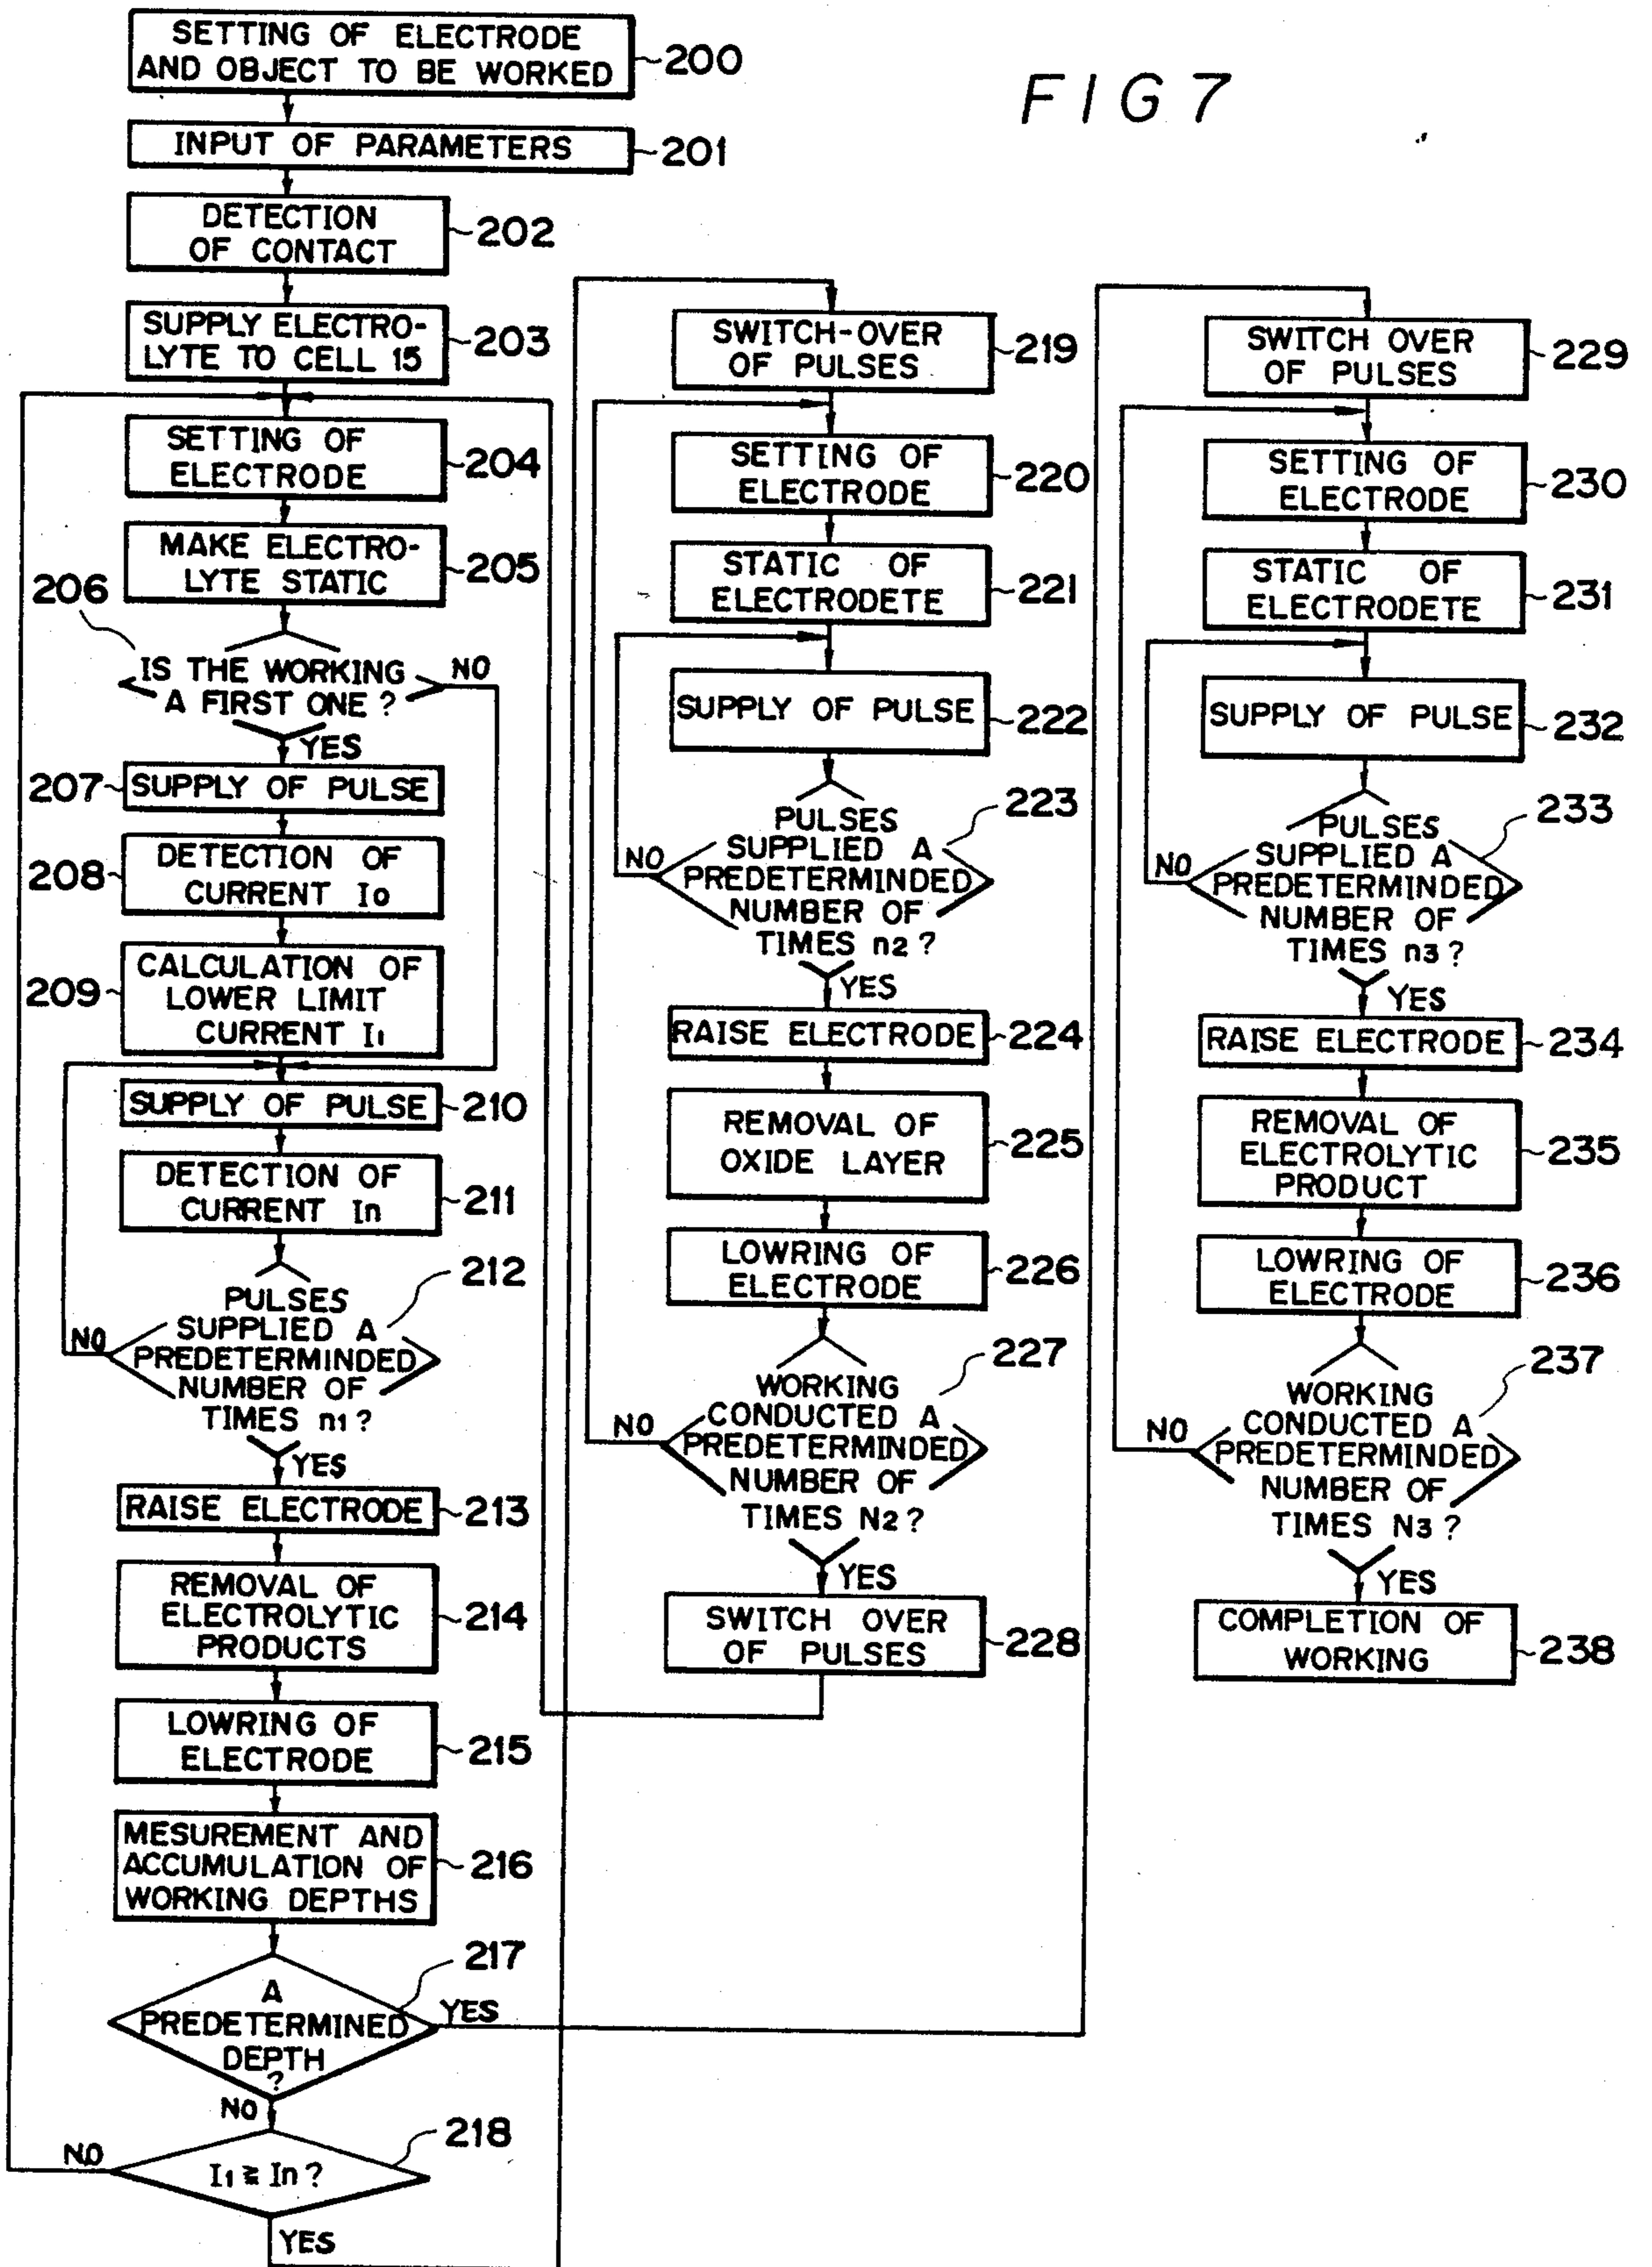 FIG 7
SETTING OF ELECTRODE
AND OBJECT TO BE WORKED
200
INPUT OF PARAMETERS
201
DETECTION
OF CONTACT
202
SUPPLY ELECTRO-
LYTE TO CELL 15
203
SETTING OF
ELECTRODE
204
MAKE ELECTRO-
LYTE STATIC
205
206
IS THE WORKING
A FIRST ONE ?
NO
YES
207
SUPPLY OF PULSE
208
DETECTION OF
CURRENT I0
209
CALCULATION OF
LOWER LIMIT
CURRENT I1
SUPPLY OF PULSE
210
DETECTION OF
CURRENT In
211
212
PULSES
SUPPLIED A
PREDETERMINDED
NUMBER OF
TIMES n1 ?
NO
YES
RAISE ELECTRODE
213
REMOVAL OF
ELECTROLYTIC
PRODUCTS
214
LOWRING OF
ELECTRODE
215
MESUREMENT AND
ACCUMULATION OF
WORKING DEPTHS
216
217
A
PREDETERMINED
DEPTH
?
YES
NO
218
I1 ≧ In ?
NO
YES
SWITCH-OVER
OF PULSES
219
SETTING OF
ELECTRODE
220
STATIC OF
ELECTRODETE
221
SUPPLY OF PULSE
222
223
PULSES
SUPPLIED A
PREDETERMINDED
NUMBER OF
TIMES n2 ?
NO
YES
RAISE ELECTRODE
224
REMOVAL OF
OXIDE LAYER
225
LOWRING OF
ELECTRODE
226
227
WORKING
CONDUCTED A
PREDETERMINDED
NUMBER OF
TIMES N2 ?
NO
YES
SWITCH OVER
OF PULSES
228
SWITCH OVER
OF PULSES
229
SETTING OF
ELECTRODE
230
STATIC OF
ELECTRODETE
231
SUPPLY OF PULSE
232
233
PULSES
SUPPLIED A
PREDETERMINDED
NUMBER OF
TIMES n3 ?
NO
YES
RAISE ELECTRODE
234
REMOVAL OF
ELECTROLYTIC
PRODUCT
235
LOWRING OF
ELECTRODE
236
237
WORKING
CONDUCTED A
PREDETERMINDED
NUMBER OF
TIMES N3 ?
NO
YES
COMPLETION OF
WORKING
238